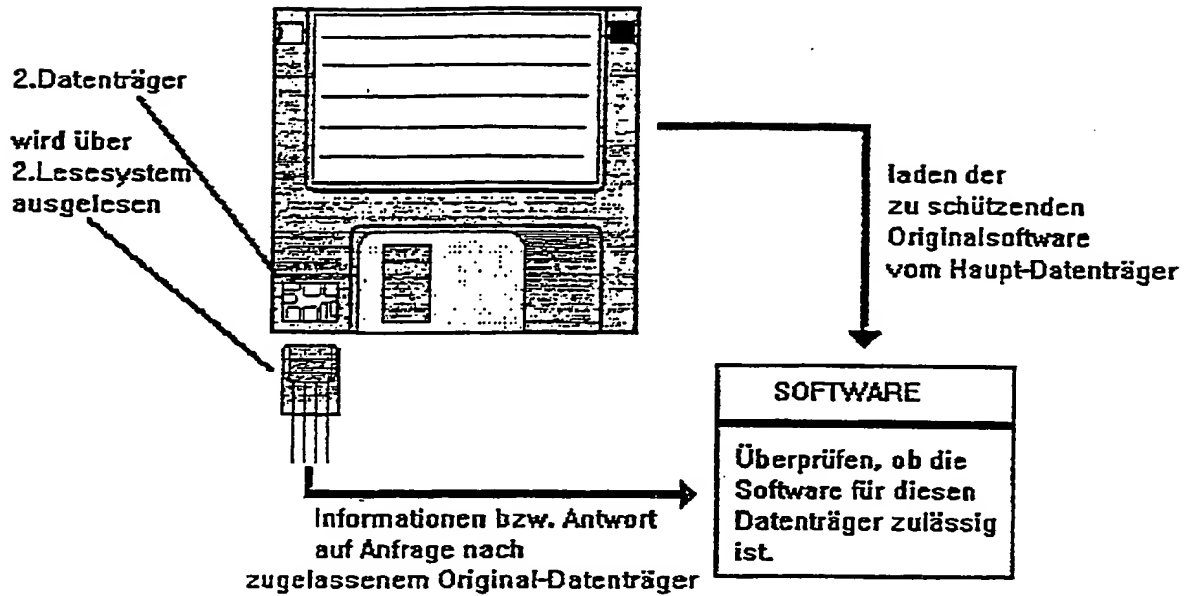 2.Datenträger
wird über
2.Lesesystem
ausgelesen
laden der
zu schützenden
Originalsoftware
vom Haupt-Datenträger
SOFTWARE
Überprüfen, ob die
Software für diesen
Datenträger zulässig
ist.
Informationen bzw. Antwort
auf Anfrage nach
zugelassenem Original-Datenträger